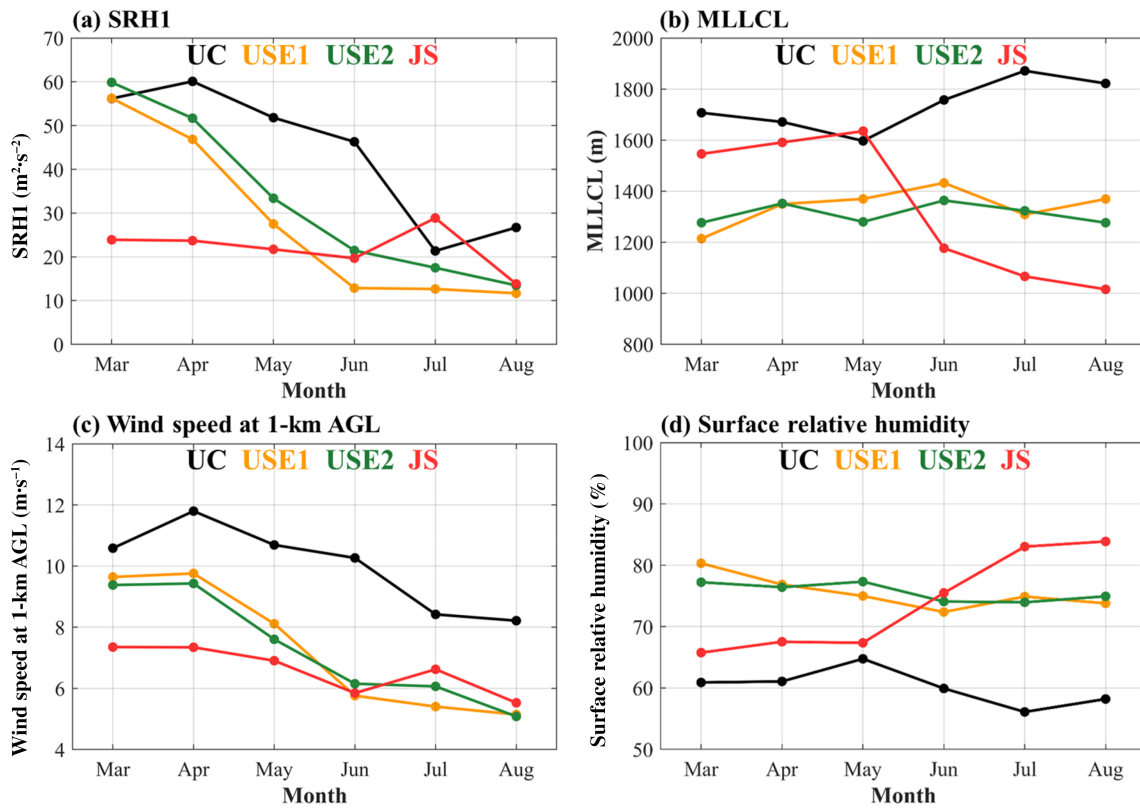 (a) SRH1
UC USE1 USE2 JS
70
60
50
40
30
20
10
0
SRH1 (m²·s⁻²)
Mar Apr May Jun Jul Aug
Month
(b) MLLCL
UC USE1 USE2 JS
2000
1800
1600
1400
1200
1000
800
MLLCL (m)
Mar Apr May Jun Jul Aug
Month
(c) Wind speed at 1-km AGL
UC USE1 USE2 JS
14
12
10
8
6
4
Wind speed at 1-km AGL (m·s⁻¹)
Mar Apr May Jun Jul Aug
Month
(d) Surface relative humidity
UC USE1 USE2 JS
100
90
80
70
60
50
Surface relative humidity (%)
Mar Apr May Jun Jul Aug
Month